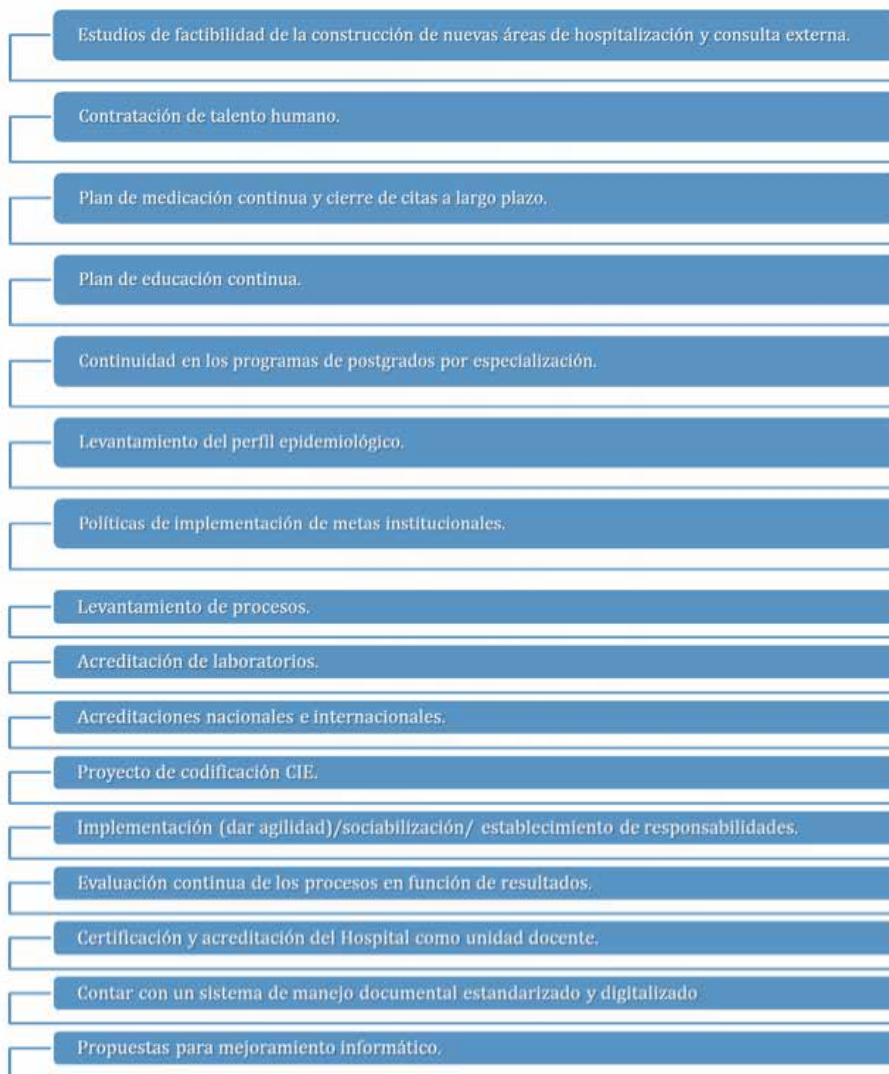 Estudios de factibilidad de la construcción de nuevas áreas de hospitalización y consulta externa.
Contratación de talento humano.
Plan de medicación continua y cierre de citas a largo plazo.
Plan de educación continua.
Continuidad en los programas de postgrados por especialización.
Levantamiento del perfil epidemiológico.
Políticas de implementación de metas institucionales.
Levantamiento de procesos.
Acreditación de laboratorios.
Acreditaciones nacionales e internacionales.
Proyecto de codificación CIE.
Implementación (dar agilidad)/sociabilización/ establecimiento de responsabilidades.
Evaluación continua de los procesos en función de resultados.
Certificación y acreditación del Hospital como unidad docente.
Contar con un sistema de manejo documental estandarizado y digitalizado
Propuestas para mejoramiento informático.